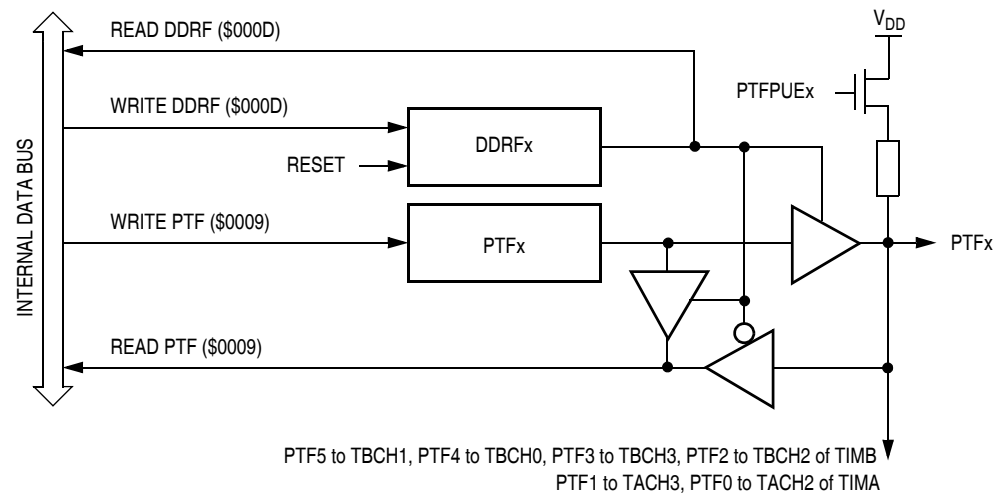 READ DDRF ($000D)
VDD
WRITE DDRF ($000D)
PTFPUEx
DDRFx
RESET
WRITE PTF ($0009)
PTFx
PTFx
INTERNAL DATA BUS
READ PTF ($0009)
PTF5 to TBCH1, PTF4 to TBCH0, PTF3 to TBCH3, PTF2 to TBCH2 of TIMB
PTF1 to TACH3, PTF0 to TACH2 of TIMA